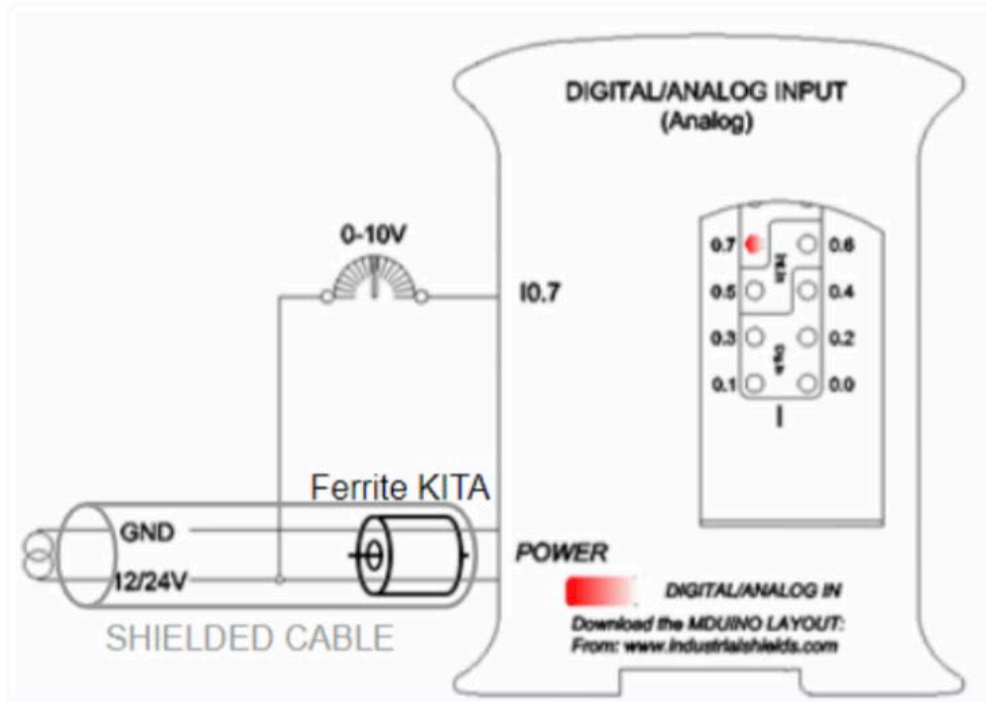 DIGITAL/ANALOG INPUT
(Analog)
0-10V
I0.7
0.7
0.6
0.5
0.4
0.3
0.2
0.1
0.0
I
Ferrite KITA
GND
12/24V
SHIELDED CABLE
POWER
DIGITAL/ANALOG IN
Download the MDUINO LAYOUT:
From: www.industrialshields.com